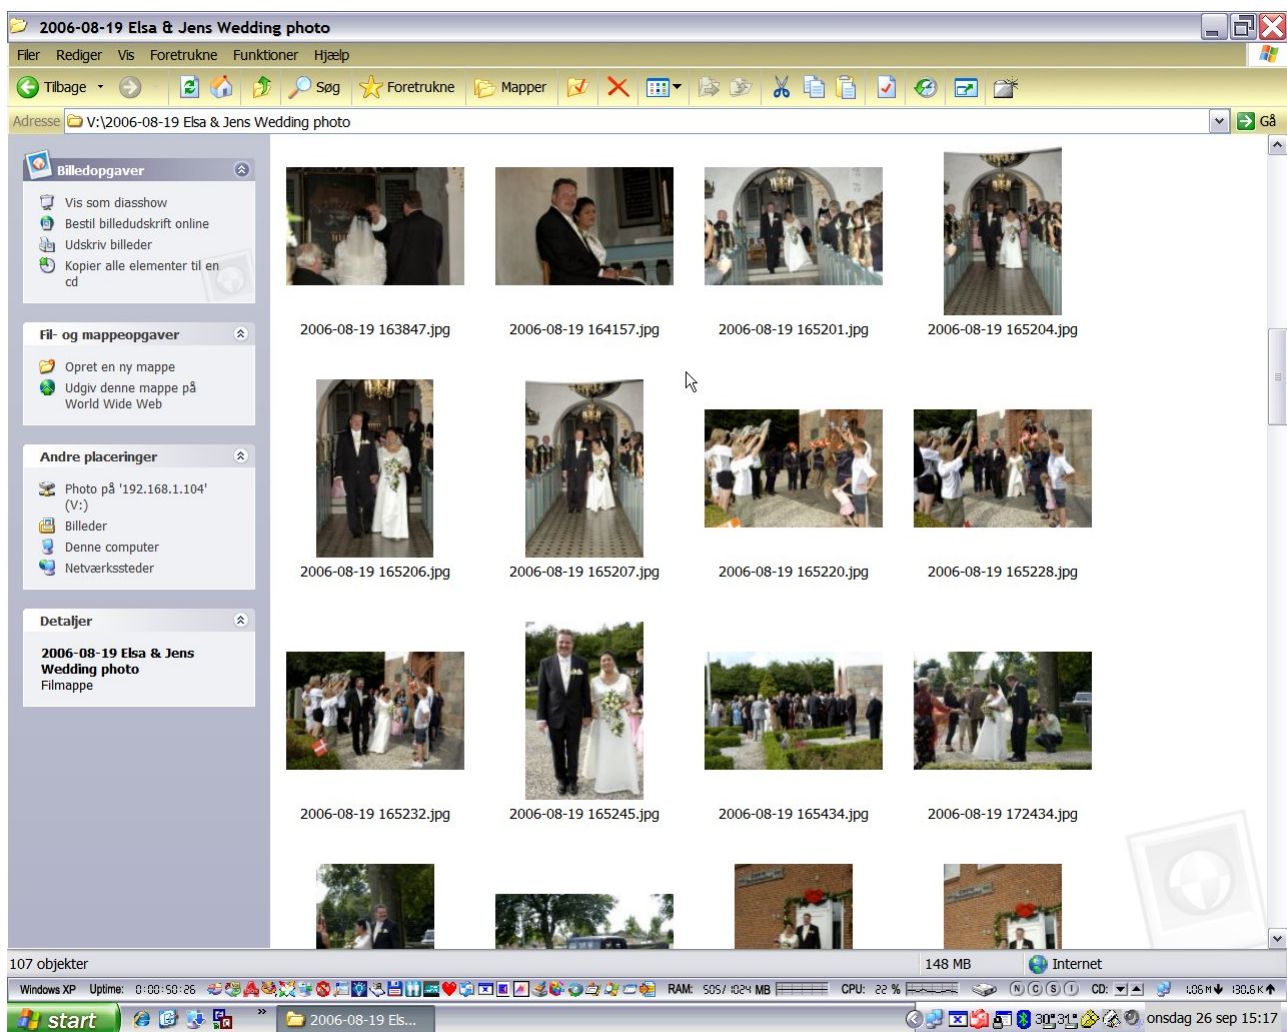 2006-08-19 Elsa & Jens Wedding photo
Filer Rediger Vis Foretrukne Funktioner Hjælp
Tilbage Søg Foretrukne Mapper
Adresse V:\2006-08-19 Elsa & Jens Wedding photo Gå
Billedopgaver
Vis som diasshow
Bestil billedudskrift online
Udskriv billeder
Kopier alle elementer til en
cd
Fil- og mappeopgaver
Opret en ny mappe
Udgiv denne mappe på
World Wide Web
Andre placeringer
Photo på '192.168.1.104'
(V:)
Billeder
Denne computer
Netværkssteder
Detaljer
2006-08-19 Elsa & Jens
Wedding photo
Filmappe
2006-08-19 163847.jpg 2006-08-19 164157.jpg 2006-08-19 165201.jpg 2006-08-19 165204.jpg
2006-08-19 165206.jpg 2006-08-19 165207.jpg 2006-08-19 165220.jpg 2006-08-19 165228.jpg
2006-08-19 165232.jpg 2006-08-19 165245.jpg 2006-08-19 165434.jpg 2006-08-19 172434.jpg
107 objekter 148 MB Internet
Windows XP Uptime: 0:00:50:26 RAM: 505/1024 MB CPU: 22 % N C S I CD: 1.06M 130.6K
start 2006-08-19 Els... 30° 31° onsdag 26 sep 15:17